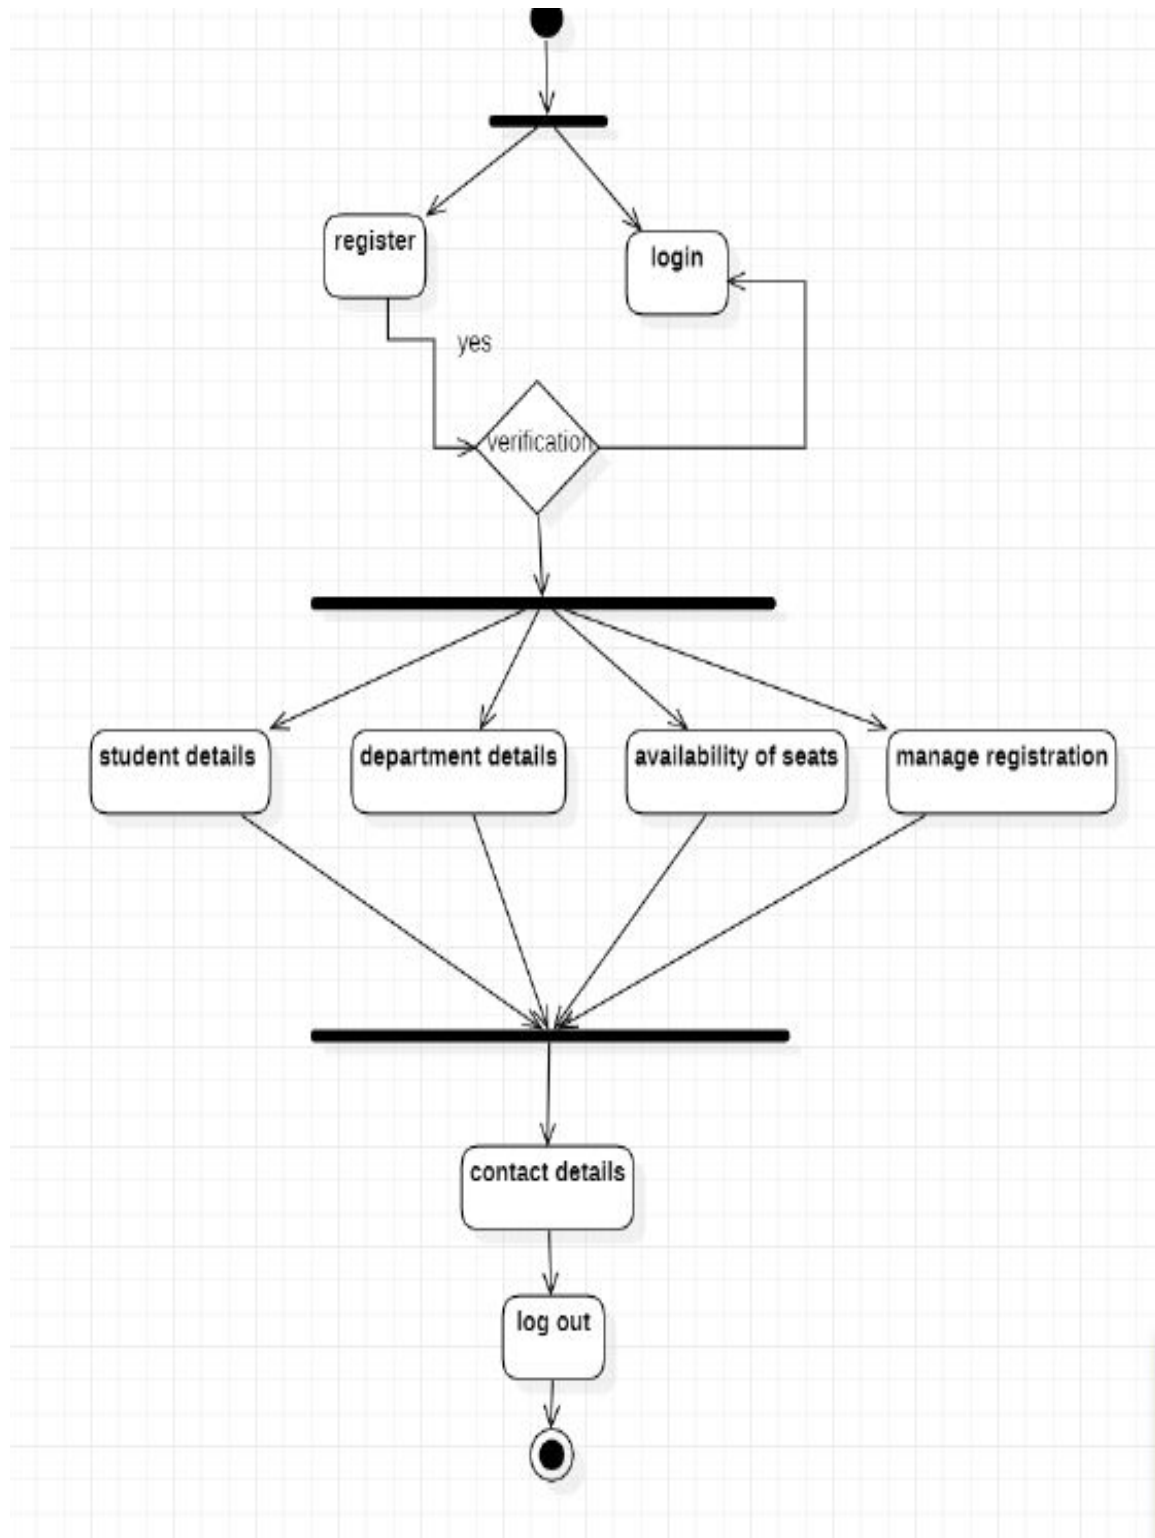 register
login
yes
verification
student details
department details
availability of seats
manage registration
contact details
log out